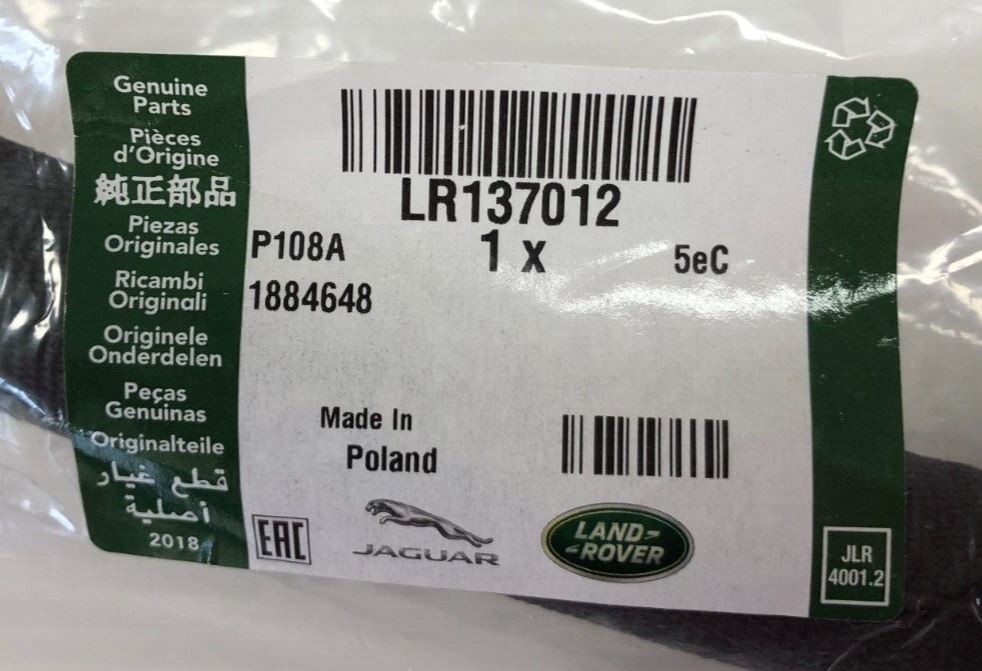 Genuine
Parts
Pièces
d'Origine
純正部品
Piezas
Originales
Ricambi
Originali
Originele
Onderdelen
Peças
Genuinas
Originalteile
قطع غيار
أصلية
2018
LR137012
P108A
1 x
5eC
1884648
Made In
Poland
EAC
JAGUAR
LAND-
-ROVER
JLR
4001.2